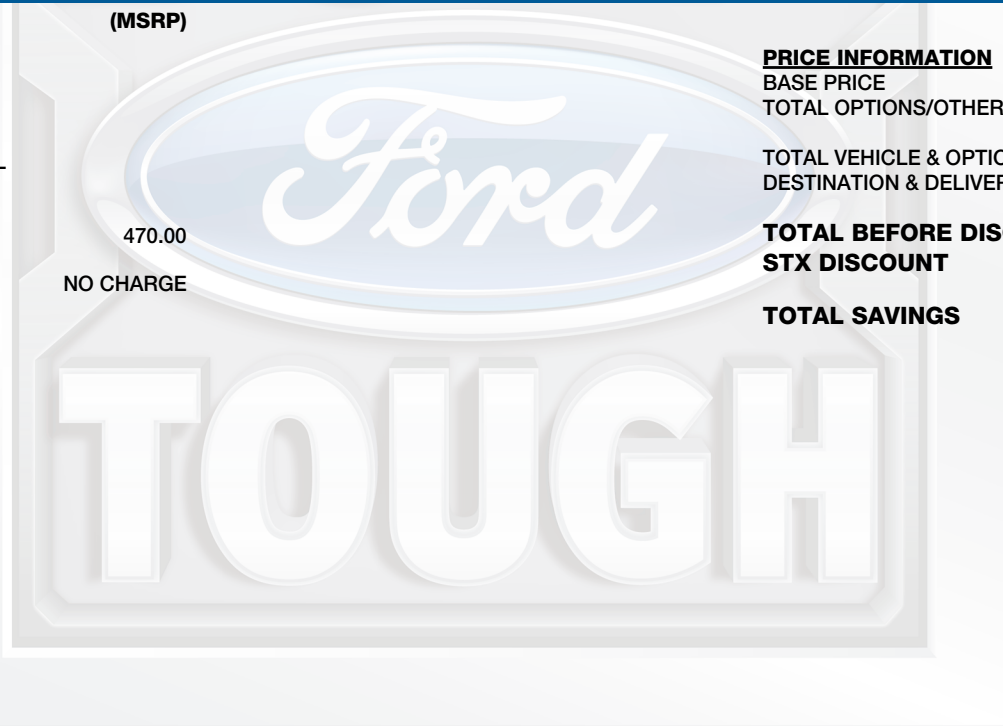 (MSRP)
470.00
NO CHARGE
Ford
TOUGH
PRICE INFORMATION
BASE PRICE
TOTAL OPTIONS/OTHER
TOTAL VEHICLE & OPTIO
DESTINATION & DELIVER
TOTAL BEFORE DIS
STX DISCOUNT
TOTAL SAVINGS